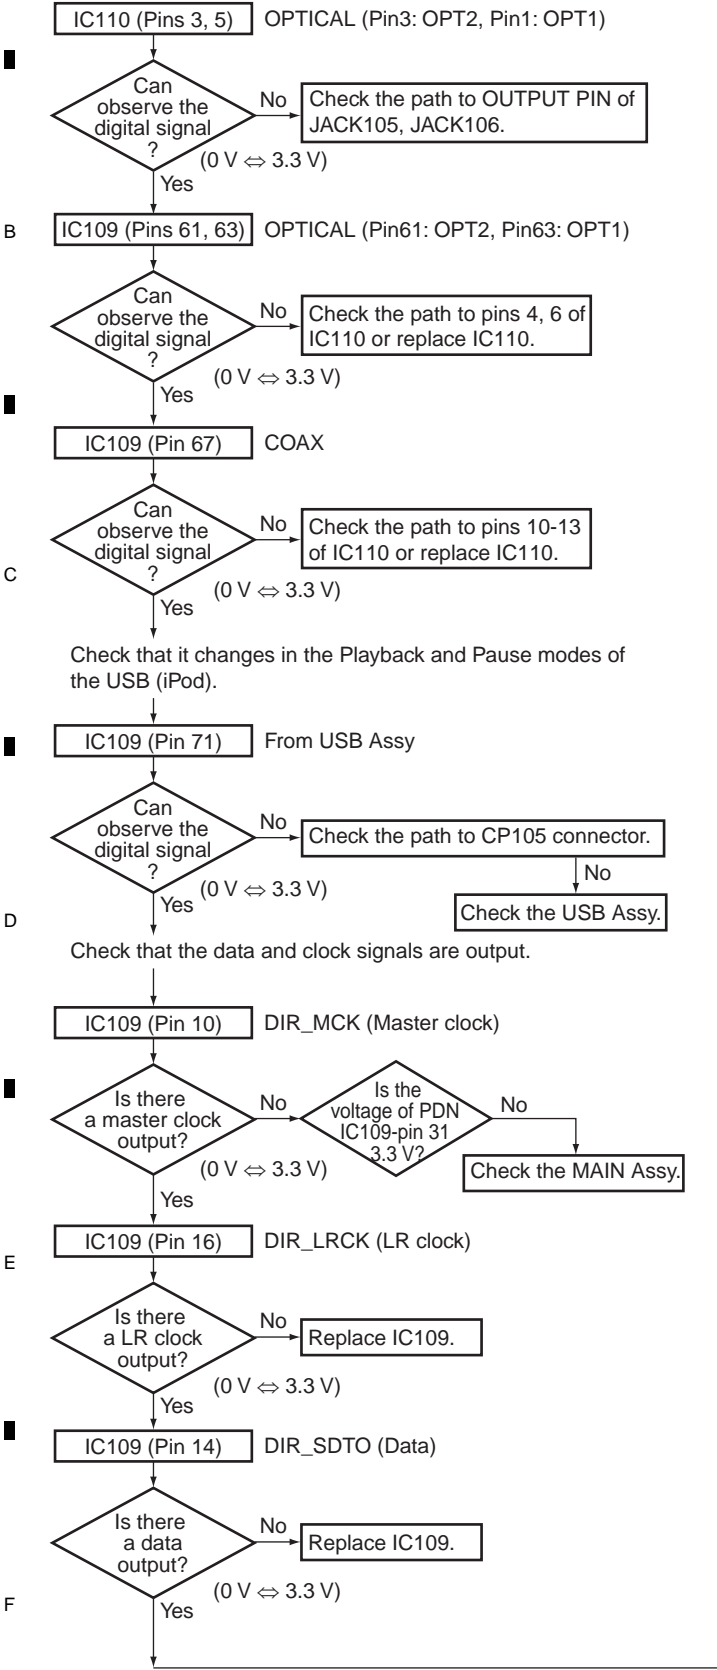 IC110 (Pins 3, 5)
OPTICAL (Pin3: OPT2, Pin1: OPT1)
Can
observe the
digital signal
?
No
Check the path to OUTPUT PIN of
JACK105, JACK106.
(0 V ⇔ 3.3 V)
Yes
B
IC109 (Pins 61, 63)
OPTICAL (Pin61: OPT2, Pin63: OPT1)
Can
observe the
digital signal
?
No
Check the path to pins 4, 6 of
IC110 or replace IC110.
(0 V ⇔ 3.3 V)
Yes
IC109 (Pin 67)
COAX
Can
observe the
digital signal
?
No
Check the path to pins 10-13
of IC110 or replace IC110.
C
(0 V ⇔ 3.3 V)
Yes
Check that it changes in the Playback and Pause modes of
the USB (iPod).
IC109 (Pin 71)
From USB Assy
Can
observe the
digital signal
?
No
Check the path to CP105 connector.
No
Check the USB Assy.
(0 V ⇔ 3.3 V)
Yes
D
Check that the data and clock signals are output.
IC109 (Pin 10)
DIR_MCK (Master clock)
Is there
a master clock
output?
No
Is the
voltage of PDN
IC109-pin 31
3.3 V?
No
Check the MAIN Assy.
(0 V ⇔ 3.3 V)
Yes
IC109 (Pin 16)
DIR_LRCK (LR clock)
E
Is there
a LR clock
output?
No
Replace IC109.
(0 V ⇔ 3.3 V)
Yes
IC109 (Pin 14)
DIR_SDTO (Data)
Is there
a data
output?
No
Replace IC109.
(0 V ⇔ 3.3 V)
F
Yes